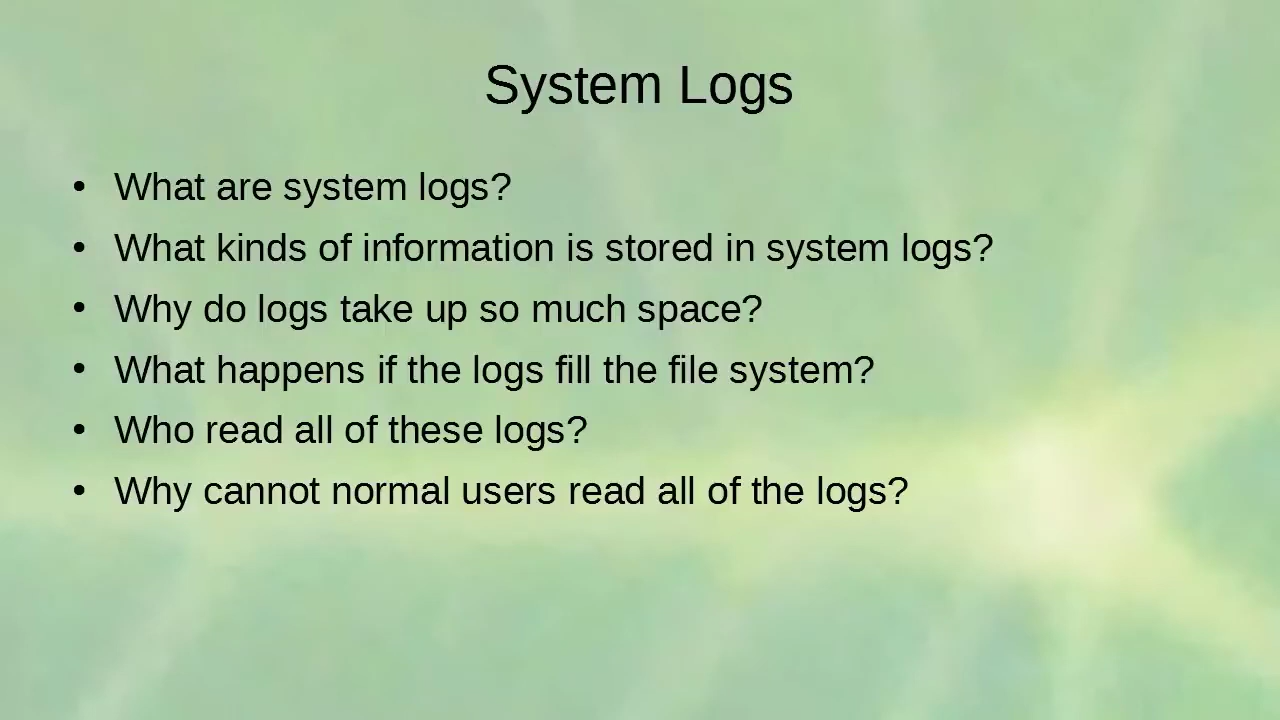 System Logs
• What are system logs?
• What kinds of information is stored in system logs?
• Why do logs take up so much space?
• What happens if the logs fill the file system?
• Who read all of these logs?
• Why cannot normal users read all of the logs?